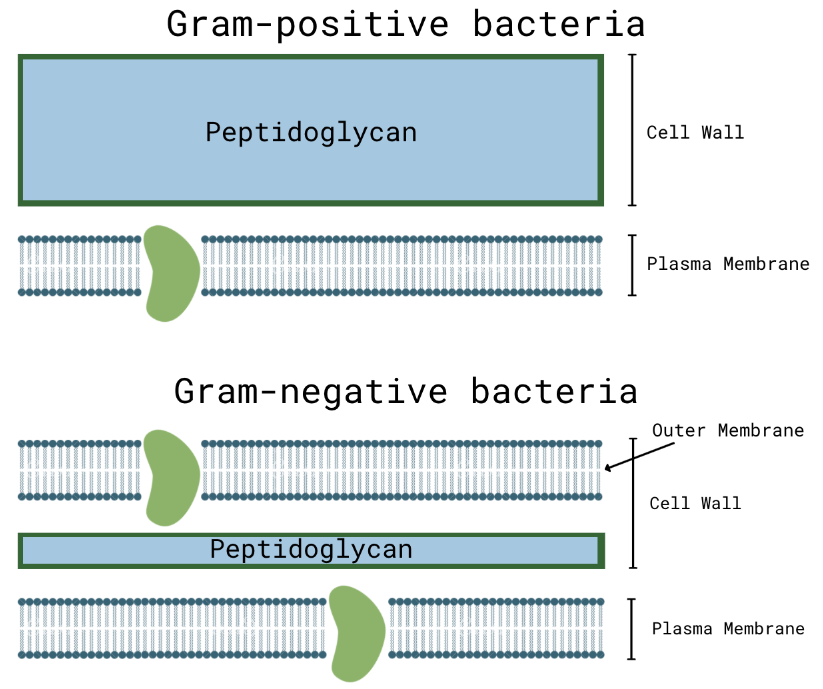 Gram-positive bacteria
Peptidoglycan
Cell Wall
Plasma Membrane
Gram-negative bacteria
Outer Membrane
Cell Wall
Peptidoglycan
Plasma Membrane